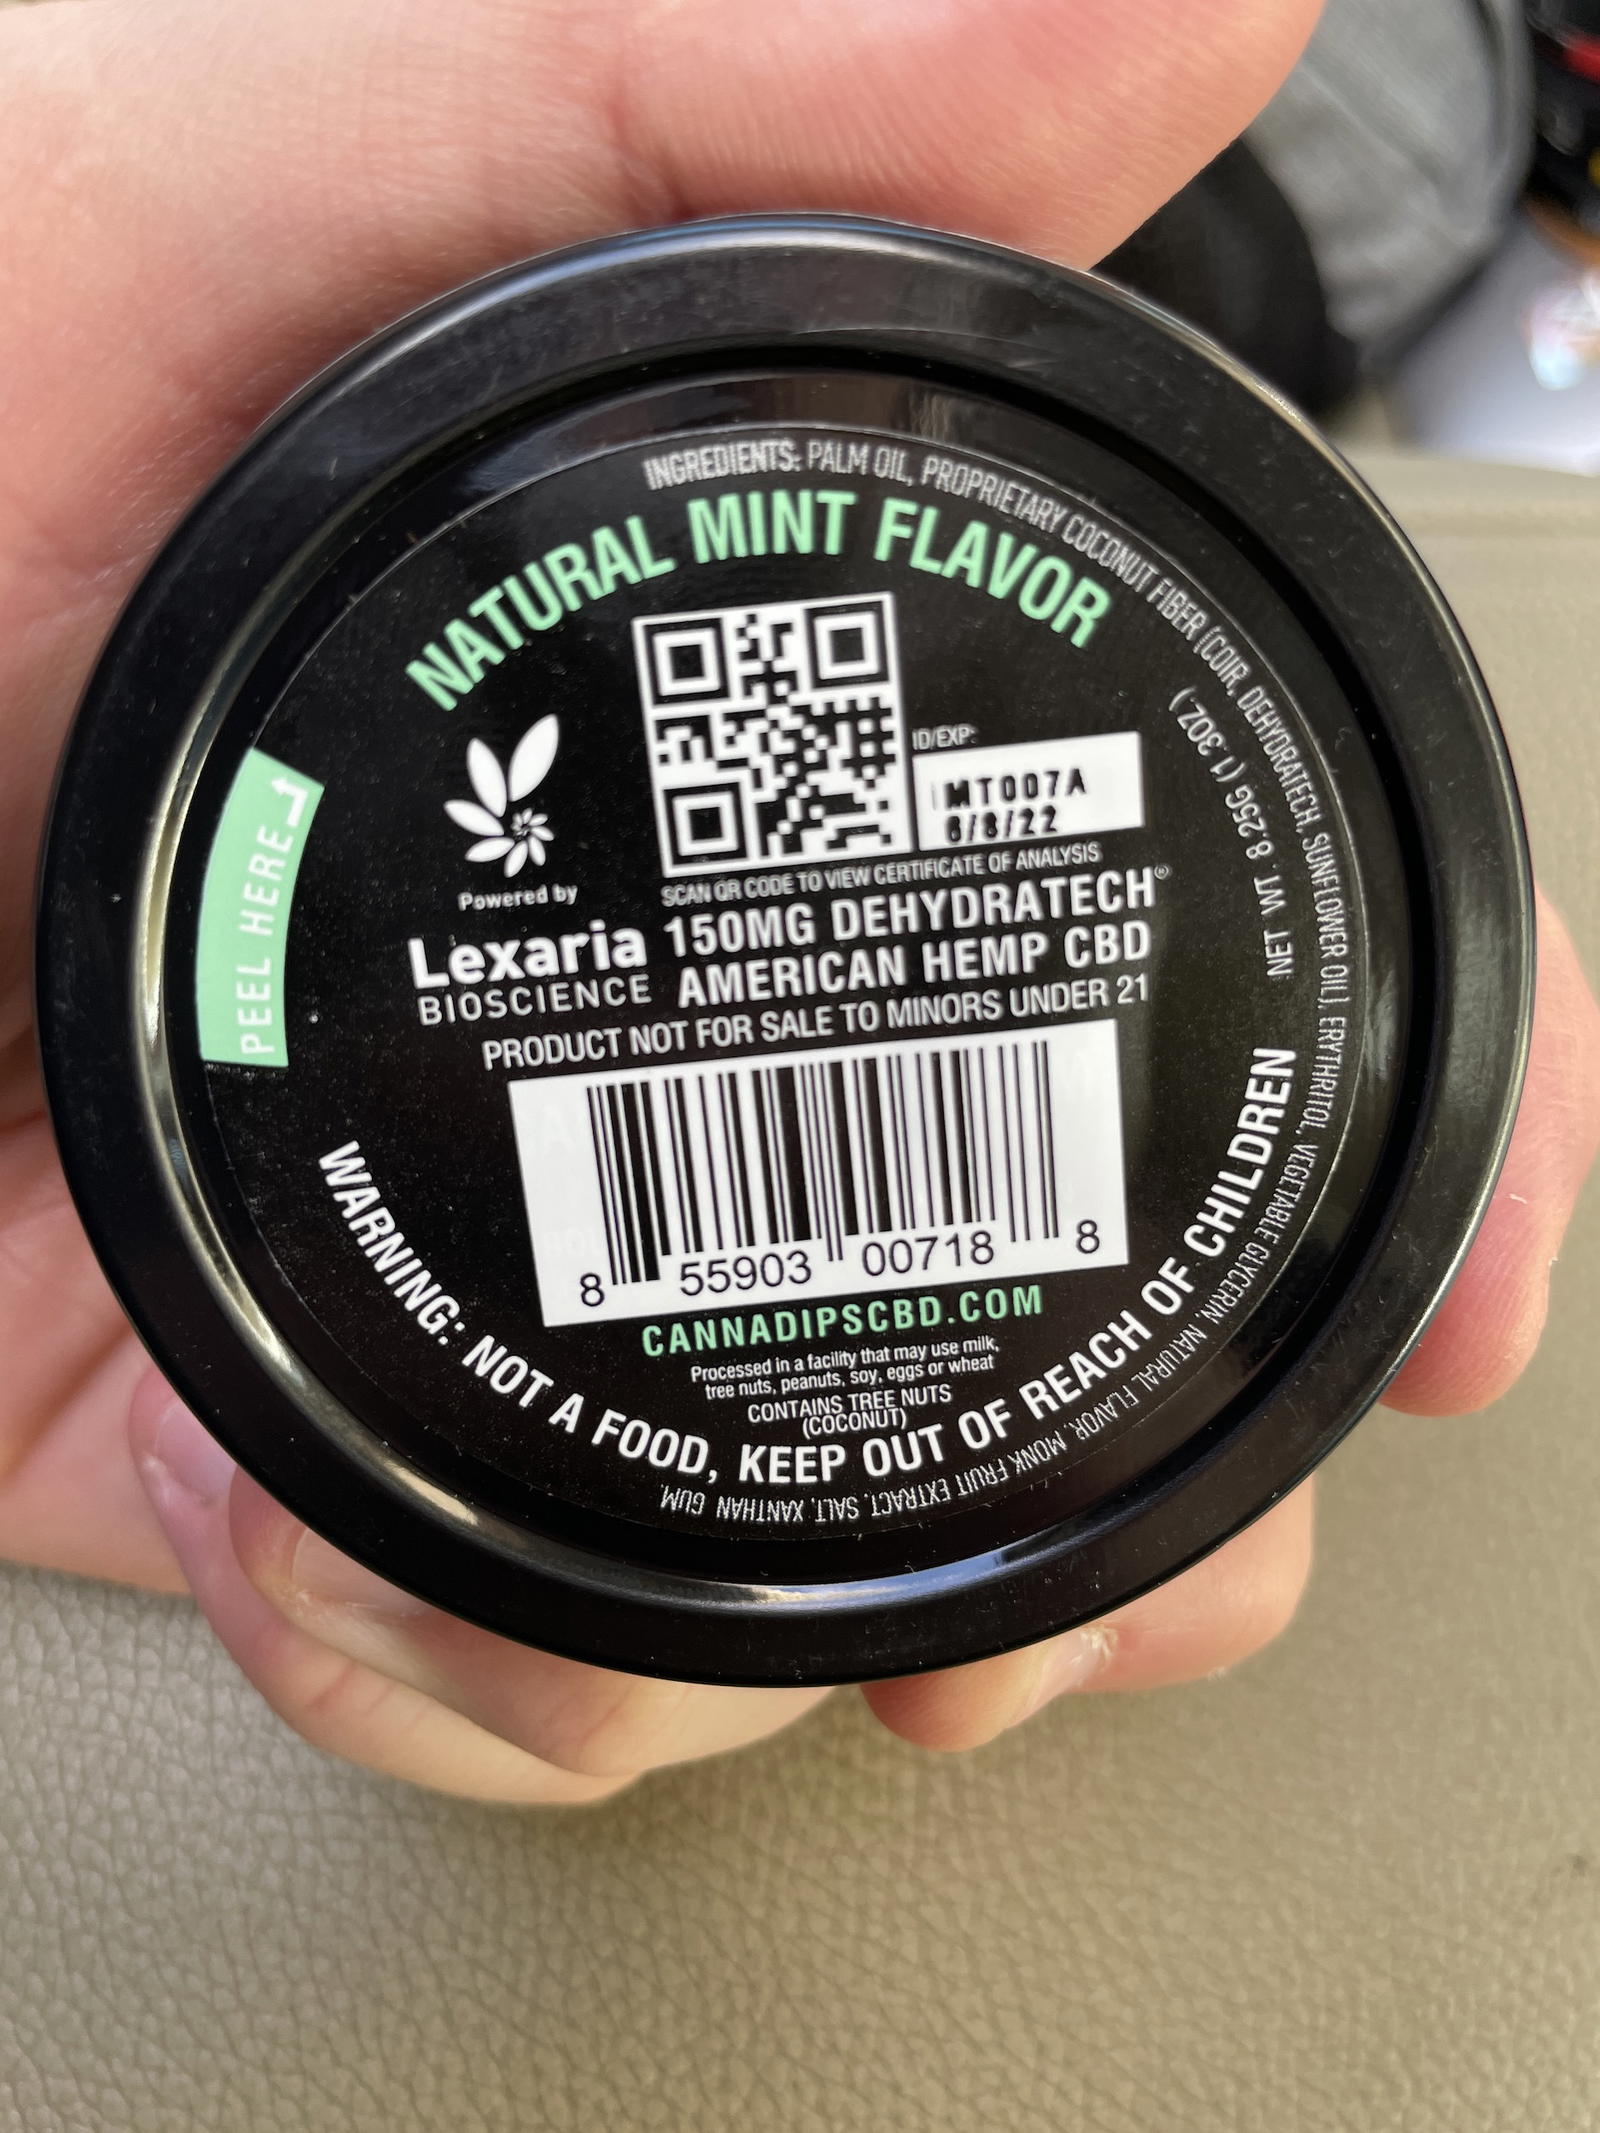 INGREDIENTS: PALM OIL, PROPRIETARY COCONUT FIBER (COIR, DEHYDRATECH, SUNFLOWER OIL), ERYTHRITOL, VEGETABLE GLYCERIN, NATURAL FLAVOR, MONK FRUIT EXTRACT, SALT, XANTHAN GUM.
NATURAL MINT FLAVOR
NET WT. 8.25G (1.3OZ)
ID/EXP:
MT007A
6/8/22
SCAN QR CODE TO VIEW CERTIFICATE OF ANALYSIS
PEEL HERE
Powered by
Lexaria
BIOSCIENCE
150MG DEHYDRATECH®
AMERICAN HEMP CBD
PRODUCT NOT FOR SALE TO MINORS UNDER 21
8 55903 00718 8
CANNADIPSCBD.COM
Processed in a facility that may use milk,
tree nuts, peanuts, soy, eggs or wheat
CONTAINS TREE NUTS
(COCONUT)
WARNING: NOT A FOOD, KEEP OUT OF REACH OF CHILDREN